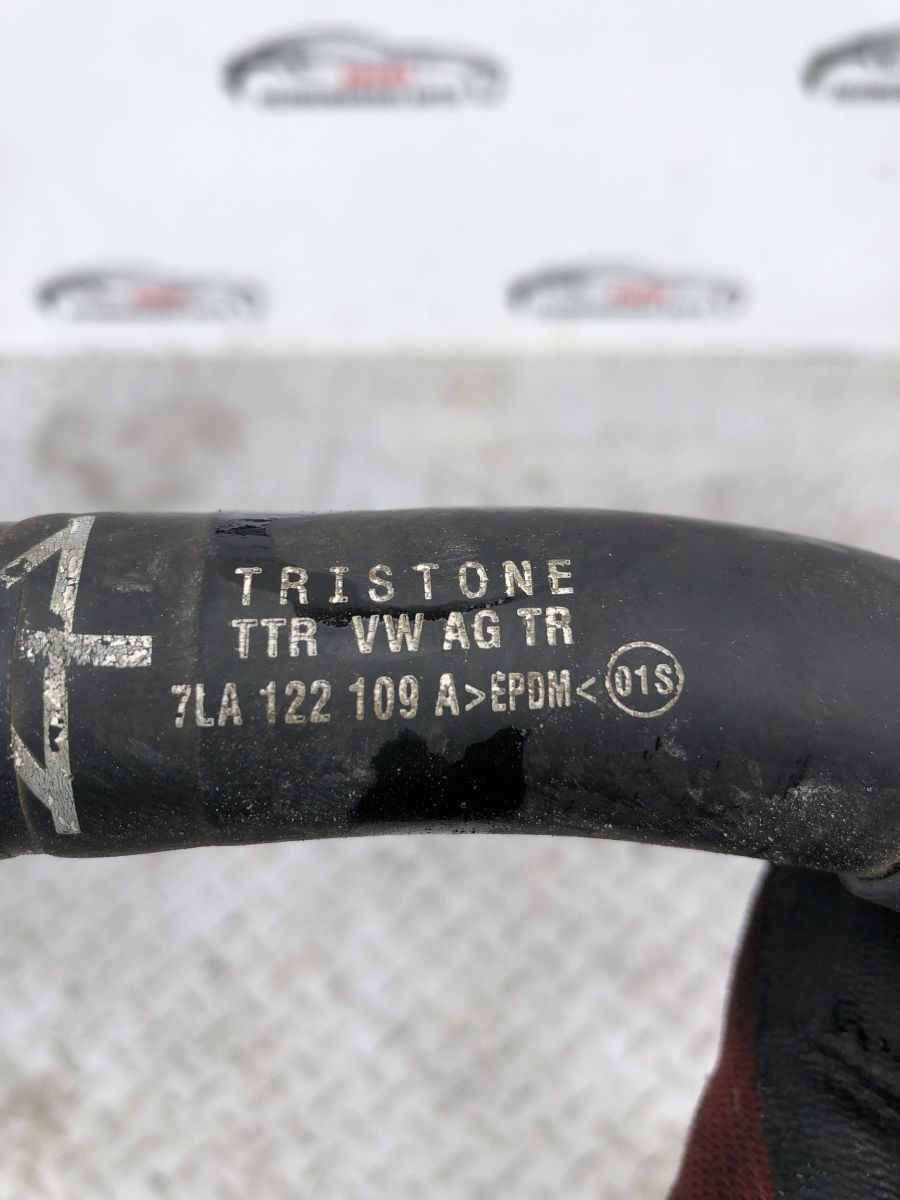 TRISTONE
TTR VW AG TR
7LA 122 109 A>EPDM< 01S